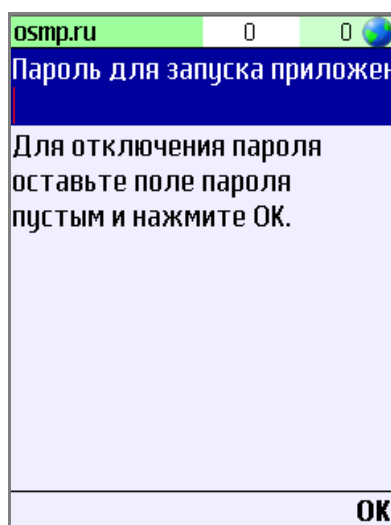 osmp.ru 0 0
Пароль для запуска приложен
Для отключения пароля
оставьте поле пароля
пустым и нажмите ОК.
ОК